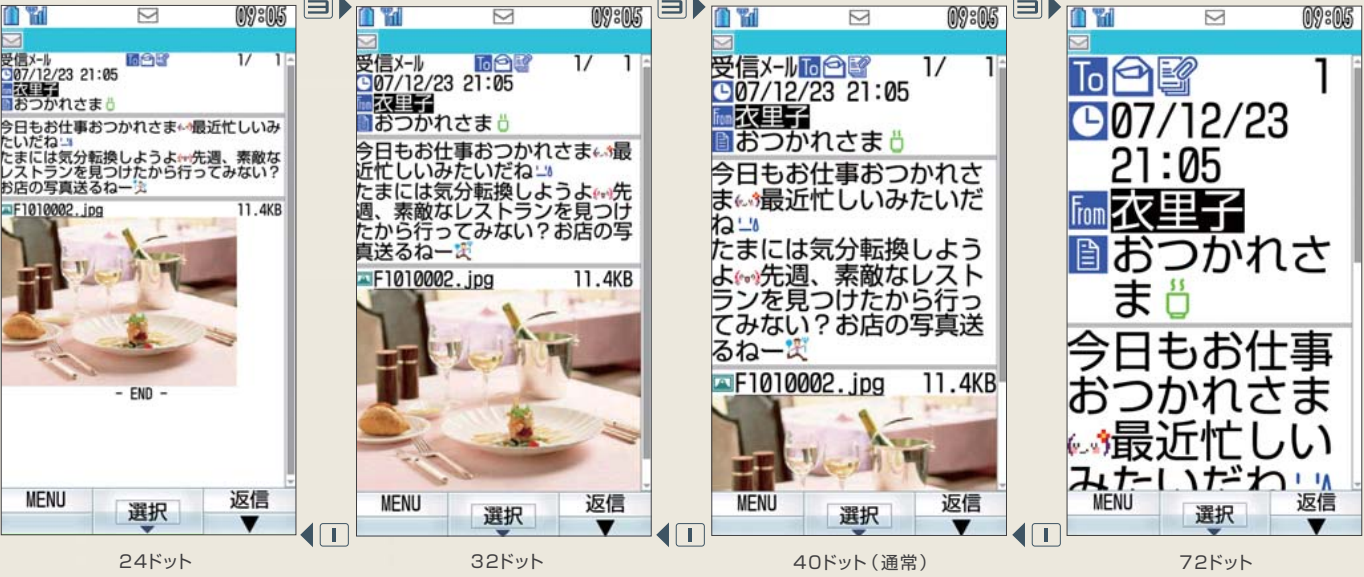 09:05
受信メール To 1/ 1
07/12/23 21:05
From 衣里子
おつかれさま
今日もお仕事おつかれさま最近忙しいみ
たいだね
たまには気分転換しようよ先週、素敵な
レストランを見つけたから行ってみない?
お店の写真送るねー
F1010002.jpg 11.4KB
- END -
MENU 選択 返信
24ドット
3
1
09:05
受信メール To 1/ 1
07/12/23 21:05
From 衣里子
おつかれさま
今日もお仕事おつかれさま最
近忙しいみたいだね
たまには気分転換しようよ先
週、素敵なレストランを見つけ
たから行ってみない?お店の写
真送るねー
F1010002.jpg 11.4KB
MENU 選択 返信
32ドット
3
1
09:05
受信メール To 1/ 1
07/12/23 21:05
From 衣里子
おつかれさま
今日もお仕事おつかれさ
ま最近忙しいみたいだ
ね
たまには気分転換しよう
よ先週、素敵なレスト
ランを見つけたから行っ
てみない?お店の写真送
るねー
F1010002.jpg 11.4KB
MENU 選択 返信
40ドット(通常)
3
1
09:05
To 1
07/12/23
21:05
From 衣里子
おつかれさ
ま
今日もお仕事
おつかれさま
最近忙しい
みたいだね
MENU 選択 返信
72ドット